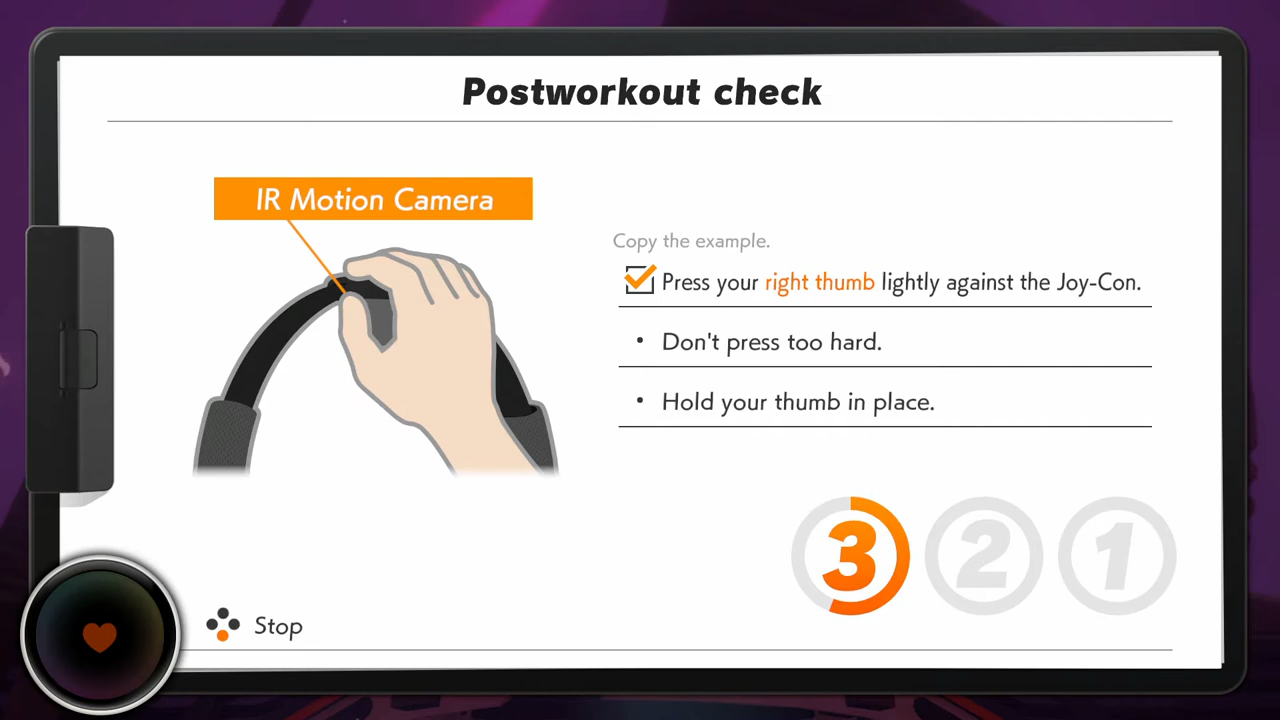 Postworkout check
IR Motion Camera
Copy the example.
Press your right thumb lightly against the Joy-Con.
• Don't press too hard.
• Hold your thumb in place.
3 2 1
Stop